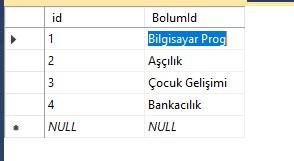 id BolumId
1 Bilgisayar Prog
2 Aşçılık
3 Çocuk Gelişimi
4 Bankacılık
NULL NULL